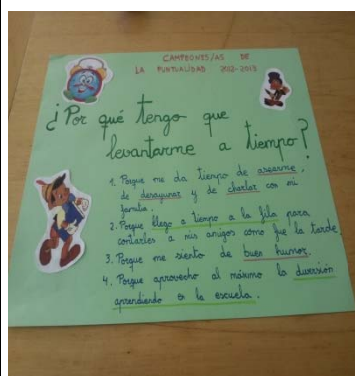 CAMPEONES/AS DE
LA PUNTUALIDAD 2012-2013
¿Por qué tengo que
levantarme a tiempo?
1. Porque me da tiempo de asearme,
de desayunar y de charlar con mi
familia.
2. Porque llego a tiempo a la fila para
contarles a mis amigos como fue la tarde.
3. Porque me siento de buen humor.
4. Porque aprovecho al máximo la diversión
aprendiendo en la escuela.